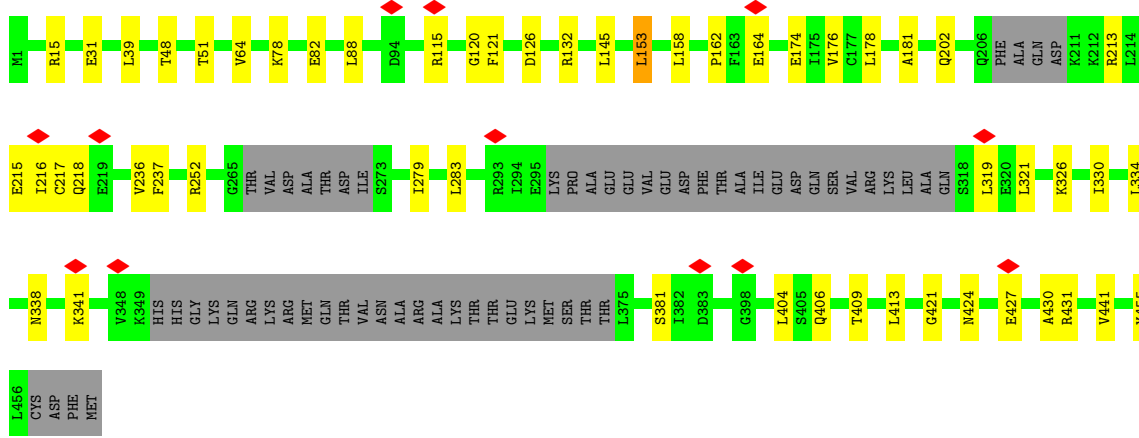 M1 R15 E31 L39 T48 T51 V64 K78 E82 L88 D94 R115 G120 F121 D126 R132 L145 L153 L158 P162 F163 E164 E174 I175 V176 C177 L178 A181 Q202 Q206 PHE ALA GLN ASP K211 K212 R213 L214
E215 I216 C217 Q218 E219 V236 F237 R252 G265 THR VAL ASP ALA THR ASP ILE S273 I279 L283 R293 I294 E295 LYS PRO ALA GLU GLU VAL GLU ASP PHE THR ALA ILE GLU ASP GLN SER VAL ARG LYS LEU ALA GLN S318 L319 E320 L321 K326 I330 L334
N338 K341 V348 K349 HIS HIS GLY LYS GLN ARG LYS ARG MET GLN THR VAL ASN ALA ARG ALA LYS THR THR GLU LYS MET SER THR THR L375 S381 I382 D383 G398 L404 S405 Q406 T409 L413 G421 N424 E427 A430 R431 V441
L456 CYS ASP PHE MET